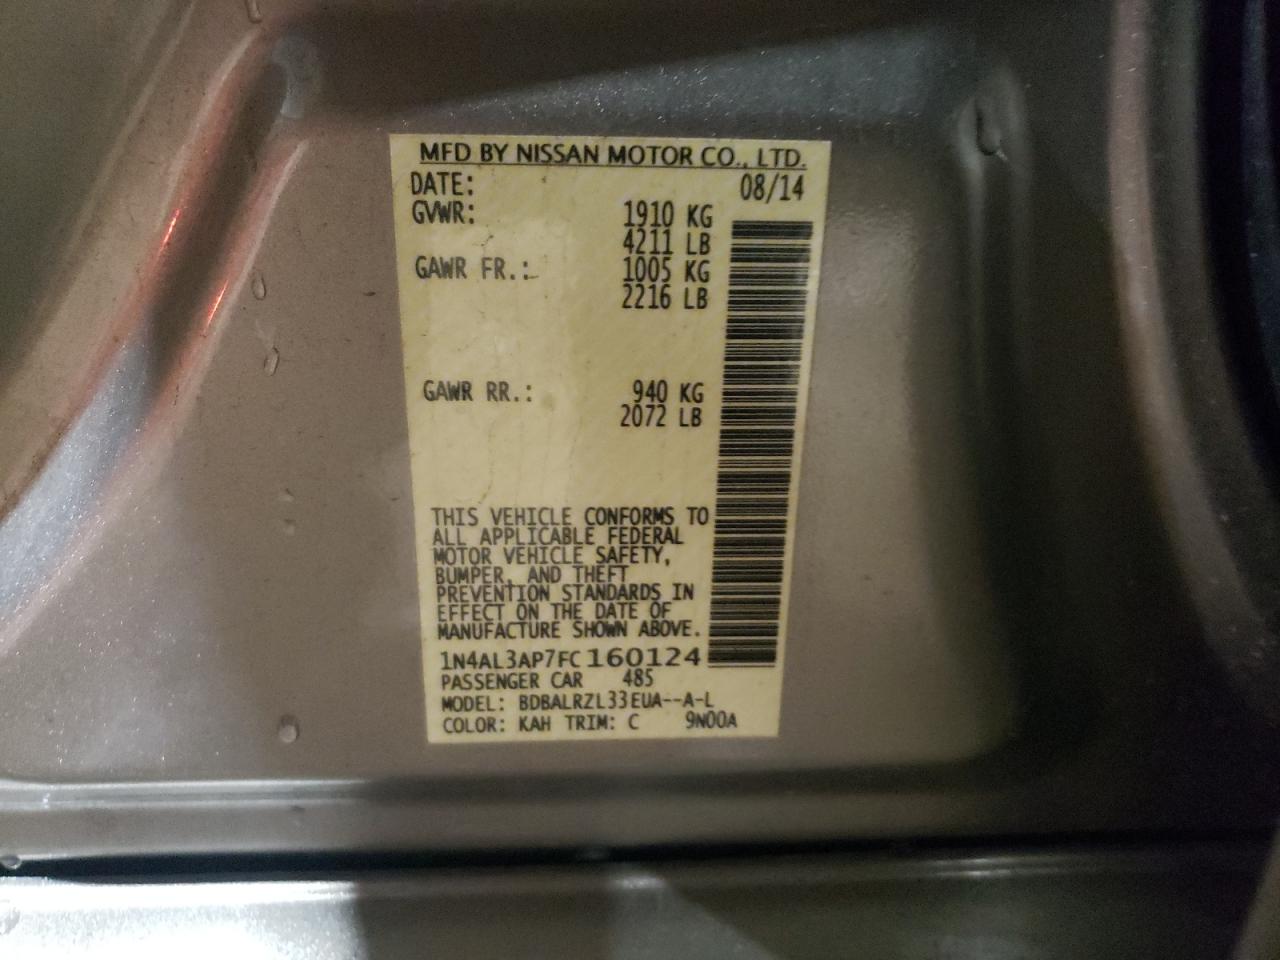 MFD BY NISSAN MOTOR CO., LTD.
DATE: 08/14
GVWR: 1910 KG
4211 LB
GAWR FR.: 1005 KG
2216 LB
GAWR RR.: 940 KG
2072 LB
THIS VEHICLE CONFORMS TO
ALL APPLICABLE FEDERAL
MOTOR VEHICLE SAFETY,
BUMPER, AND THEFT
PREVENTION STANDARDS IN
EFFECT ON THE DATE OF
MANUFACTURE SHOWN ABOVE.
1N4AL3AP7FC160124
PASSENGER CAR 485
MODEL: BDBALRZL33EUA--A-L
COLOR: KAH TRIM: C 9N00A